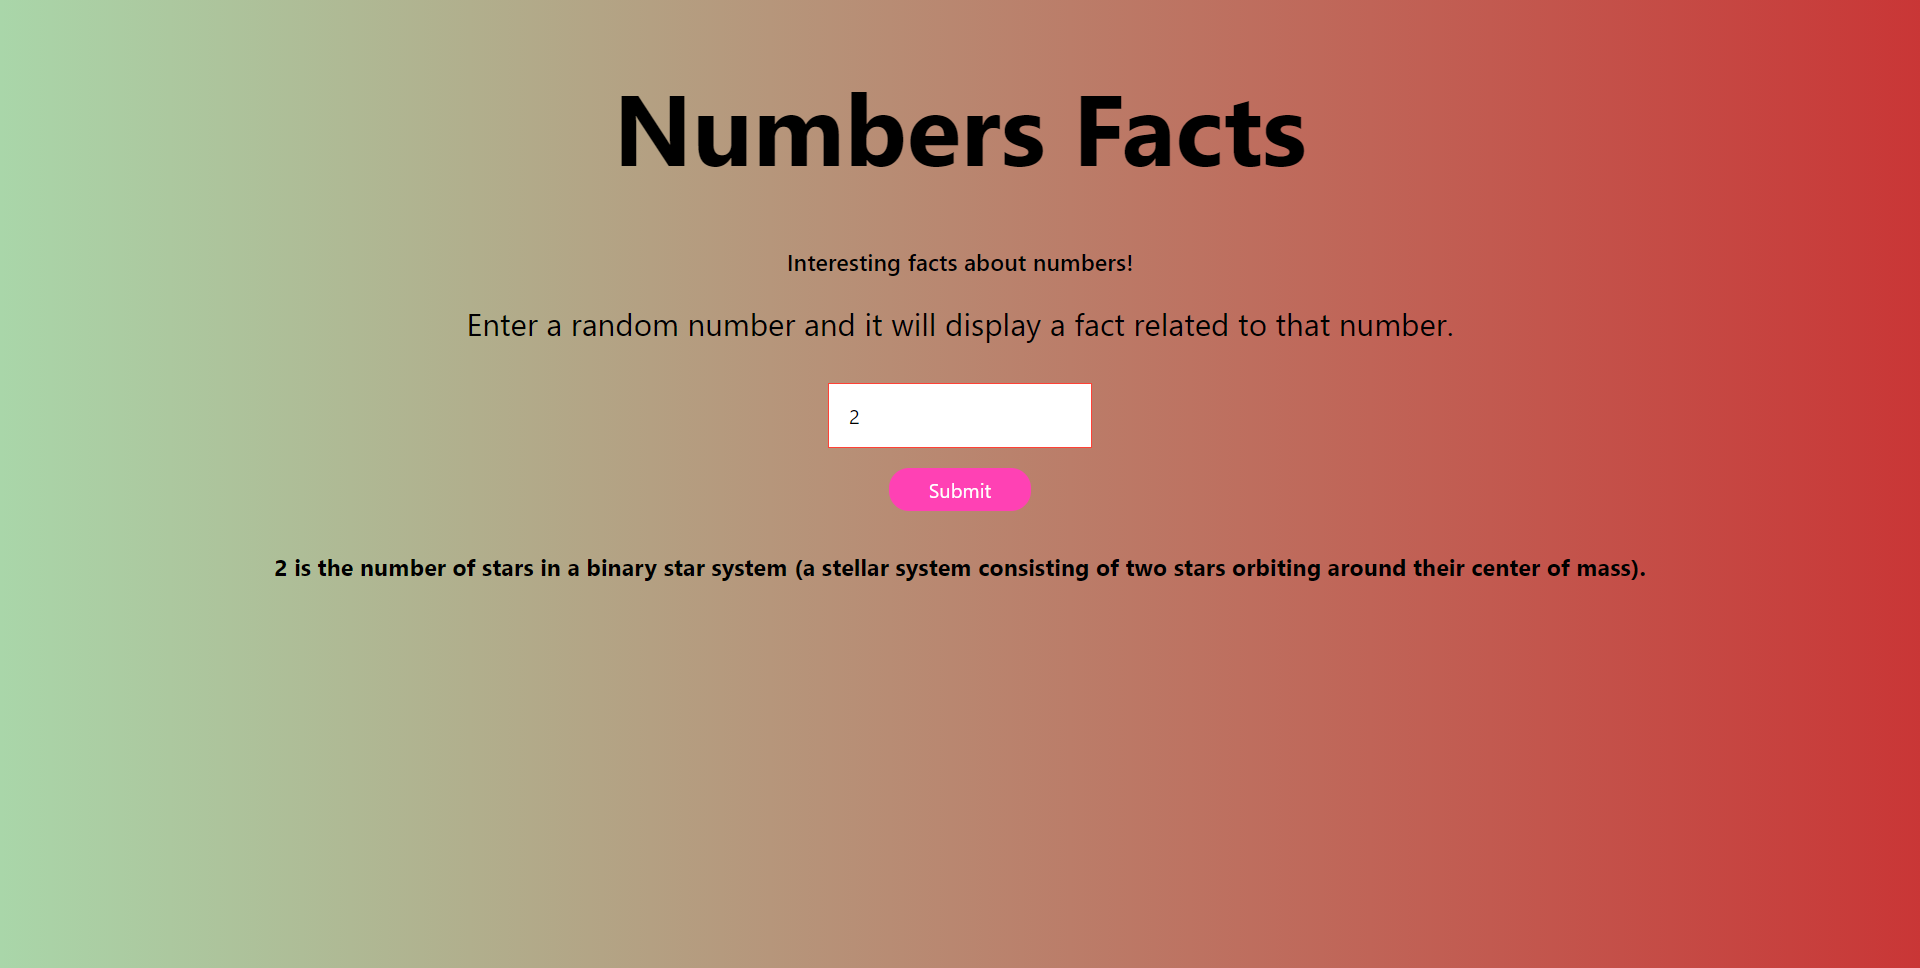 Numbers Facts
Interesting facts about numbers!
Enter a random number and it will display a fact related to that number.
2
Submit
2 is the number of stars in a binary star system (a stellar system consisting of two stars orbiting around their center of mass).